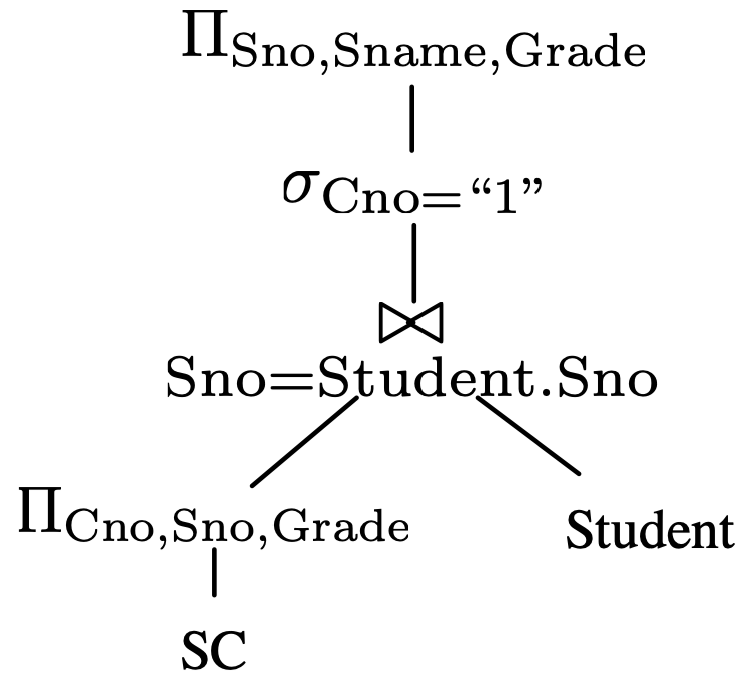 ΠSno,Sname,Grade
σCno=“1”
⋈
Sno=Student.Sno
ΠCno,Sno,Grade
Student
SC